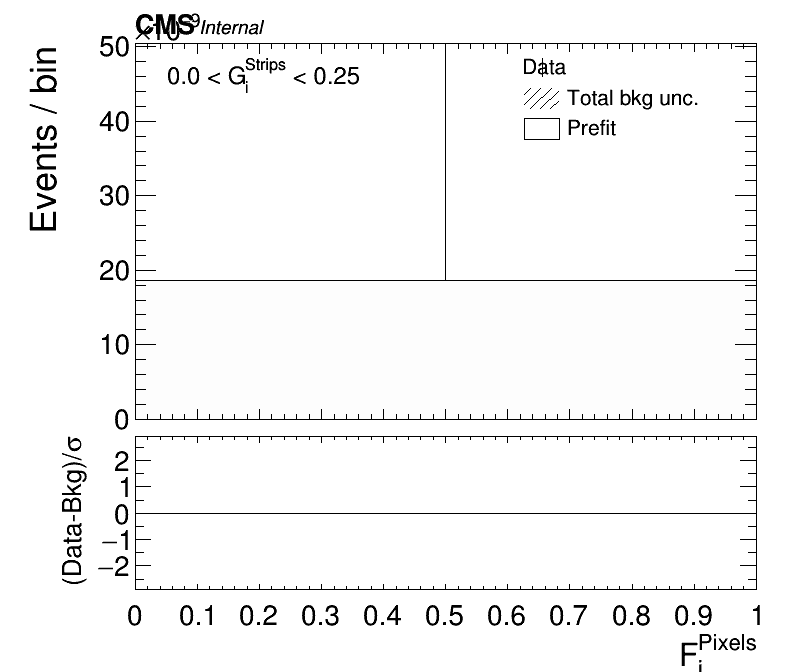 CMS Internal
×10⁻⁹
Events / bin
0.0 < G_i^Strips < 0.25
Data
Total bkg unc.
Prefit
50
40
30
20
10
0
(Data-Bkg)/σ
2
1
0
−1
−2
0 0.1 0.2 0.3 0.4 0.5 0.6 0.7 0.8 0.9 1
F_i^Pixels